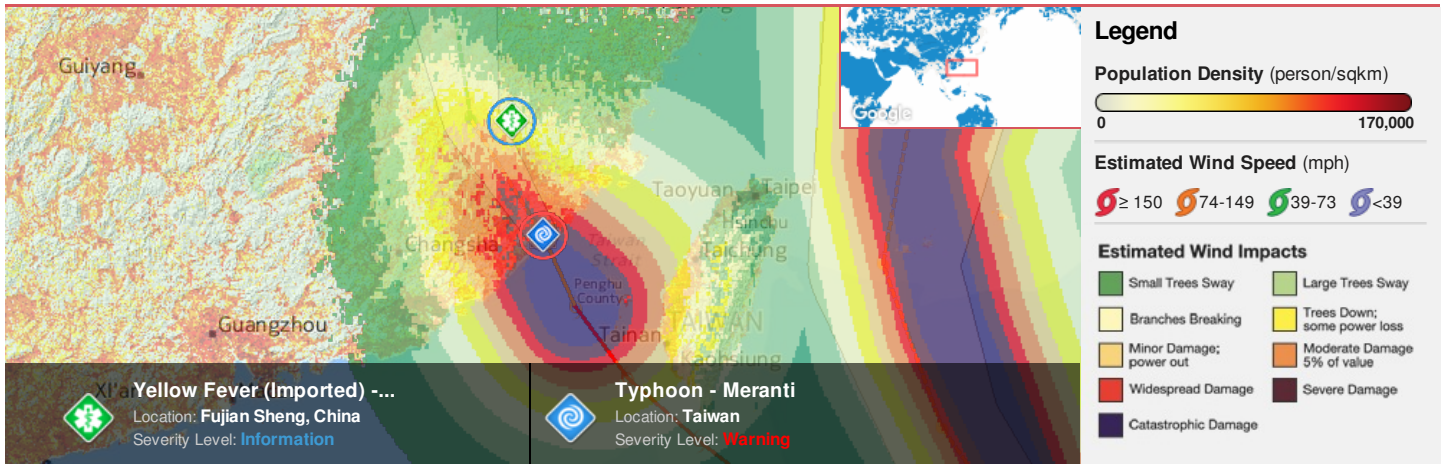 Guiyang
Google
Taoyuan
Taipei
Hsinchu
Changsha
Taiwan
Strait
Taichung
Penghu
County
TAIWAN
Guangzhou
Tainan
Kaohsiung
Yellow Fever (Imported) -...
Location: Fujian Sheng, China
Severity Level: Information
Typhoon - Meranti
Location: Taiwan
Severity Level: Warning
Legend
Population Density (person/sqkm)
0 170,000
Estimated Wind Speed (mph)
≥ 150 74-149 39-73 <39
Estimated Wind Impacts
Small Trees Sway
Large Trees Sway
Branches Breaking
Trees Down;
some power loss
Minor Damage;
power out
Moderate Damage
5% of value
Widespread Damage
Severe Damage
Catastrophic Damage